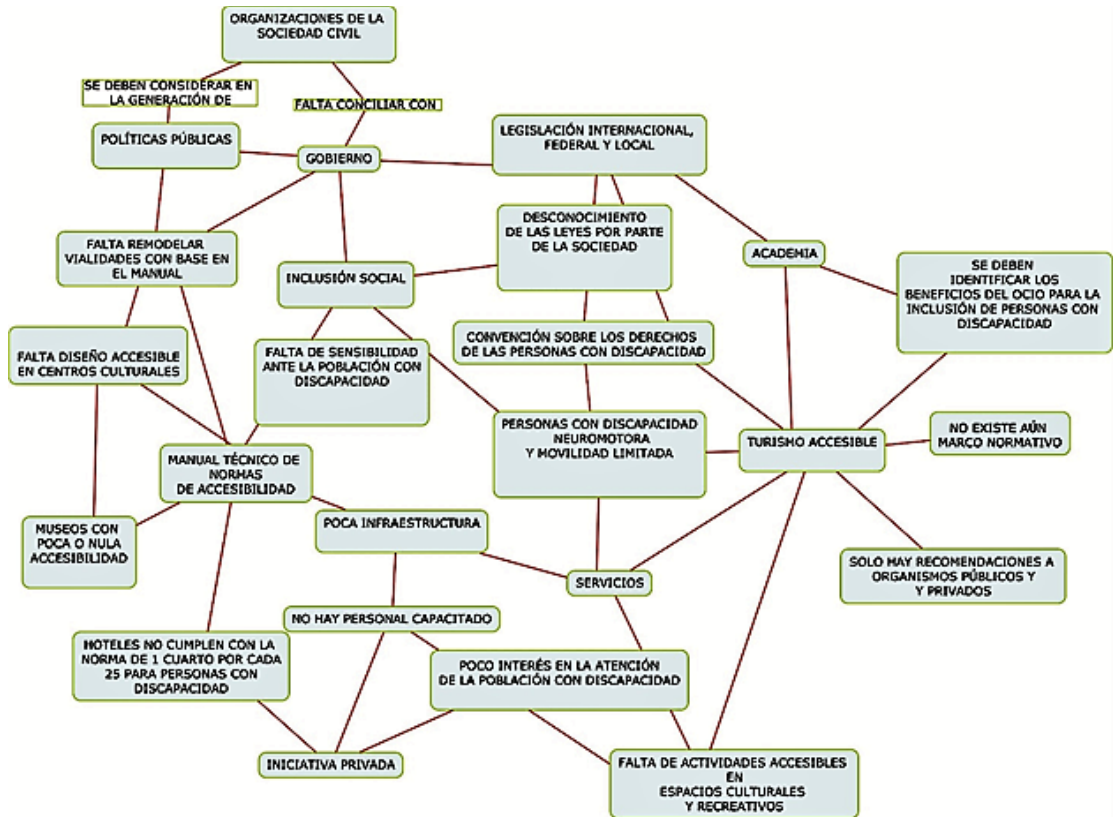 ORGANIZACIONES DE LA
SOCIEDAD CIVIL
SE DEBEN CONSIDERAR EN
LA GENERACIÓN DE
FALTA CONCILIAR CON
POLÍTICAS PÚBLICAS
GOBIERNO
LEGISLACIÓN INTERNACIONAL,
FEDERAL Y LOCAL
FALTA REMODELAR
VIALIDADES CON BASE EN
EL MANUAL
INCLUSIÓN SOCIAL
DESCONOCIMIENTO
DE LAS LEYES POR PARTE
DE LA SOCIEDAD
ACADEMIA
SE DEBEN
IDENTIFICAR LOS
BENEFICIOS DEL OCIO PARA LA
INCLUSIÓN DE PERSONAS CON
DISCAPACIDAD
FALTA DISEÑO ACCESIBLE
EN CENTROS CULTURALES
FALTA DE SENSIBILIDAD
ANTE LA POBLACIÓN CON
DISCAPACIDAD
CONVENCIÓN SOBRE LOS DERECHOS
DE LAS PERSONAS CON DISCAPACIDAD
PERSONAS CON DISCAPACIDAD
NEUROMOTORA
Y MOVILIDAD LIMITADA
TURISMO ACCESIBLE
NO EXISTE AÚN
MARCO NORMATIVO
MANUAL TÉCNICO DE
NORMAS
DE ACCESIBILIDAD
MUSEOS CON
POCA O NULA
ACCESIBILIDAD
POCA INFRAESTRUCTURA
SERVICIOS
SOLO HAY RECOMENDACIONES A
ORGANISMOS PÚBLICOS Y
Y PRIVADOS
NO HAY PERSONAL CAPACITADO
HOTELES NO CUMPLEN CON LA
NORMA DE 1 CUARTO POR CADA
25 PARA PERSONAS CON
DISCAPACIDAD
POCO INTERÉS EN LA ATENCIÓN
DE LA POBLACIÓN CON DISCAPACIDAD
INICIATIVA PRIVADA
FALTA DE ACTIVIDADES ACCESIBLES
EN
ESPACIOS CULTURALES
Y RECREATIVOS